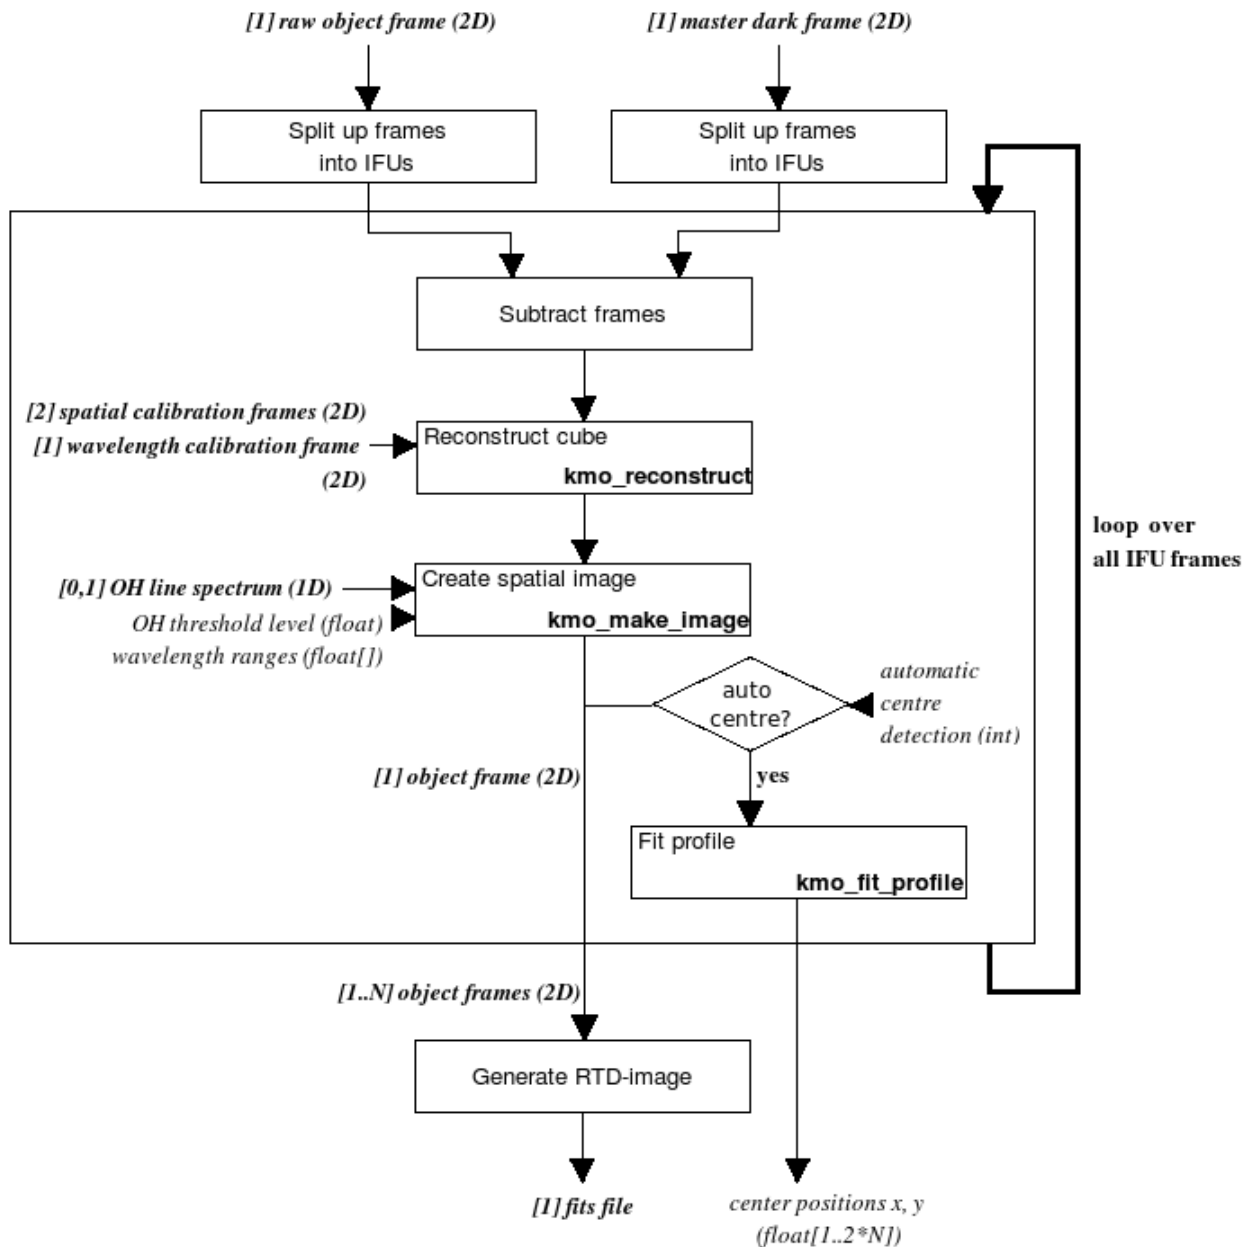 [1] raw object frame (2D)
[1] master dark frame (2D)
Split up frames
into IFUs
Split up frames
into IFUs
Subtract frames
[2] spatial calibration frames (2D)
[1] wavelength calibration frame
(2D)
Reconstruct cube
kmo_reconstruct
loop over
all IFU frames
[0,1] OH line spectrum (1D)
OH threshold level (float)
wavelength ranges (float[])
Create spatial image
kmo_make_image
auto
centre?
automatic
centre
detection (int)
[1] object frame (2D)
yes
Fit profile
kmo_fit_profile
[1..N] object frames (2D)
Generate RTD-image
[1] fits file
center positions x, y
(float[1..2*N])